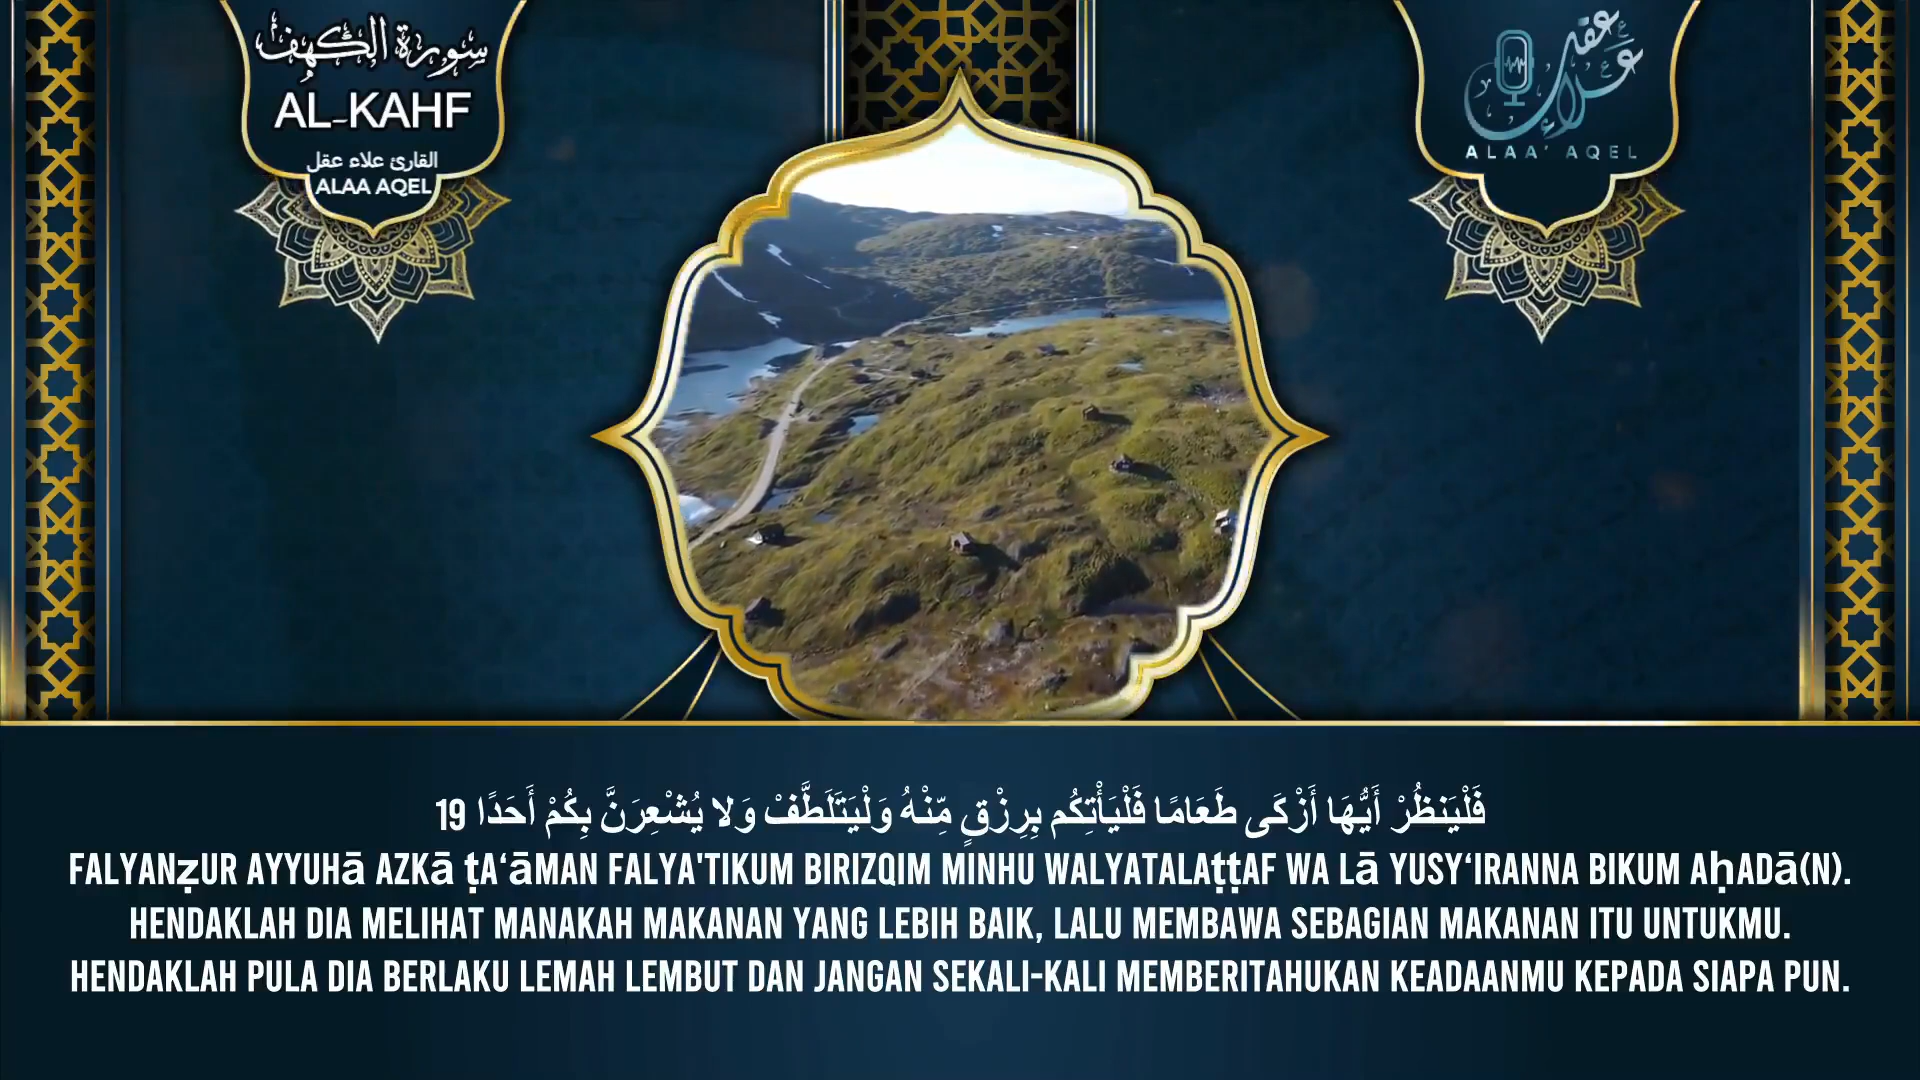 سورة الكهف
AL-KAHF
القارئ علاء عقل
ALAA AQEL
علاء عقل
ALAA' AQEL
فَلْيَنظُرْ أَيُّهَا أَزْكَى طَعَامًا فَلْيَأْتِكُم بِرِزْقٍ مِّنْهُ وَلْيَتَلَطَّفْ وَلا يُشْعِرَنَّ بِكُمْ أَحَدًا 19
FALYANẓUR AYYUHā AZKā ṭA‘āMAN FALYA'TIKUM BIRIZQIM MINHU WALYATALAṭṭAF WA Lā YUSY‘IRANNA BIKUM AḥADā(N).
HENDAKLAH DIA MELIHAT MANAKAH MAKANAN YANG LEBIH BAIK, LALU MEMBAWA SEBAGIAN MAKANAN ITU UNTUKMU.
HENDAKLAH PULA DIA BERLAKU LEMAH LEMBUT DAN JANGAN SEKALI-KALI MEMBERITAHUKAN KEADAANMU KEPADA SIAPA PUN.